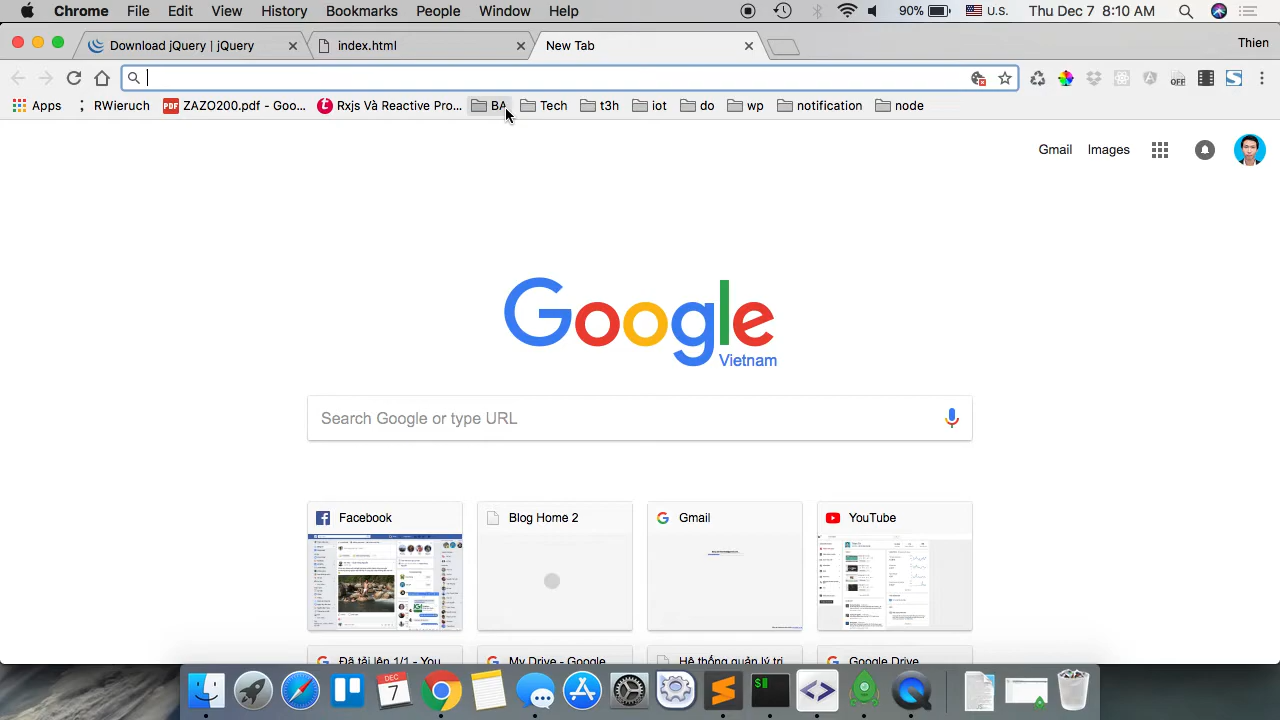 Chrome File Edit View History Bookmarks People Window Help 90% U.S. Thu Dec 7 8:10 AM
Download jQuery | jQuery index.html New Tab Thien
Apps RWieruch ZAZO200.pdf - Goo... Rxjs Và Reactive Pro... BA Tech t3h iot do wp notification node
Gmail Images
Google
Vietnam
Search Google or type URL
Facebook Blog Home 2 Gmail YouTube
Đã tải lên 1/1 - You My Drive - Google Hệ thống quản lý tri Google Drive
DEC
7